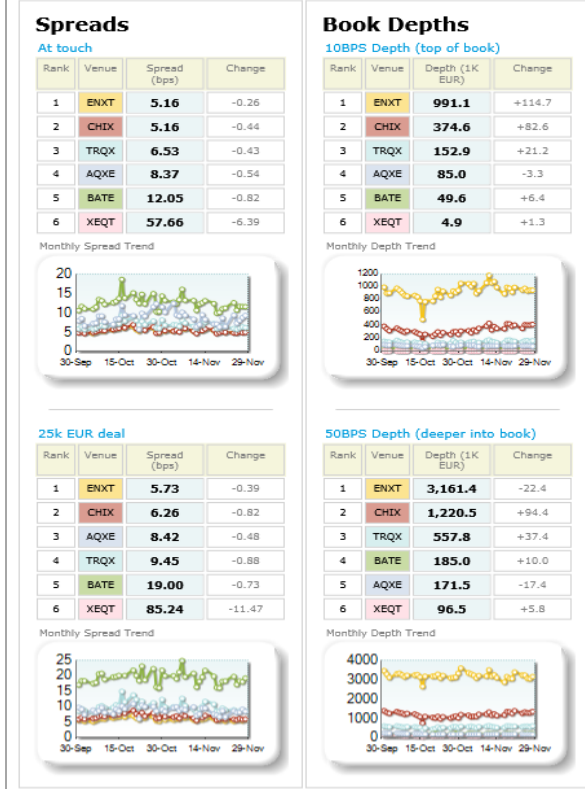 Spreads
At touch
Rank Venue Spread (bps) Change
1 ENXT 5.16 -0.26
2 CHIX 5.16 -0.44
3 TRQX 6.53 -0.43
4 AQXE 8.37 -0.54
5 BATE 12.05 -0.82
6 XEQT 57.66 -6.39
Monthly Spread Trend
20
15
10
5
0
30-Sep 15-Oct 30-Oct 14-Nov 29-Nov
25k EUR deal
Rank Venue Spread (bps) Change
1 ENXT 5.73 -0.39
2 CHIX 6.26 -0.82
3 AQXE 8.42 -0.48
4 TRQX 9.45 -0.88
5 BATE 19.00 -0.73
6 XEQT 85.24 -11.47
Monthly Spread Trend
25
20
15
10
5
0
30-Sep 15-Oct 30-Oct 14-Nov 29-Nov
Book Depths
10BPS Depth (top of book)
Rank Venue Depth (1K EUR) Change
1 ENXT 991.1 +114.7
2 CHIX 374.6 +82.6
3 TRQX 152.9 +21.2
4 AQXE 85.0 -3.3
5 BATE 49.6 +6.4
6 XEQT 4.9 +1.3
Monthly Depth Trend
1200
1000
800
600
400
200
0
30-Sep 15-Oct 30-Oct 14-Nov 29-Nov
50BPS Depth (deeper into book)
Rank Venue Depth (1K EUR) Change
1 ENXT 3,161.4 -22.4
2 CHIX 1,220.5 +94.4
3 TRQX 557.8 +37.4
4 BATE 185.0 +10.0
5 AQXE 171.5 -17.4
6 XEQT 96.5 +5.8
Monthly Depth Trend
4000
3000
2000
1000
0
30-Sep 15-Oct 30-Oct 14-Nov 29-Nov